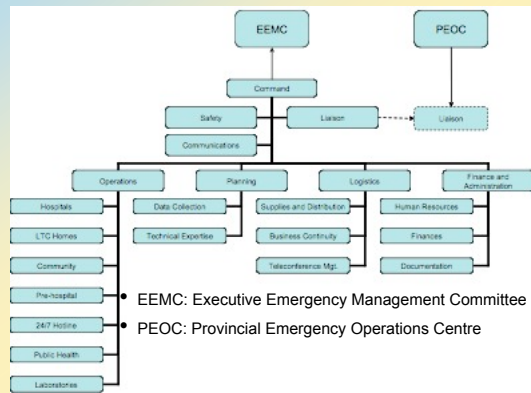 EEMC
PEOC
Command
Safety
Liaison
Liaison
Communications
Operations
Planning
Logistics
Finance and
Administration
Hospitals
Data Collection
Supplies and Distribution
Human Resources
LTC Homes
Technical Expertise
Business Continuity
Finances
Community
Teleconference Mgt.
Documentation
Pre-hospital
• EEMC: Executive Emergency Management Committee
24/7 Hotline
• PEOC: Provincial Emergency Operations Centre
Public Health
Laboratories